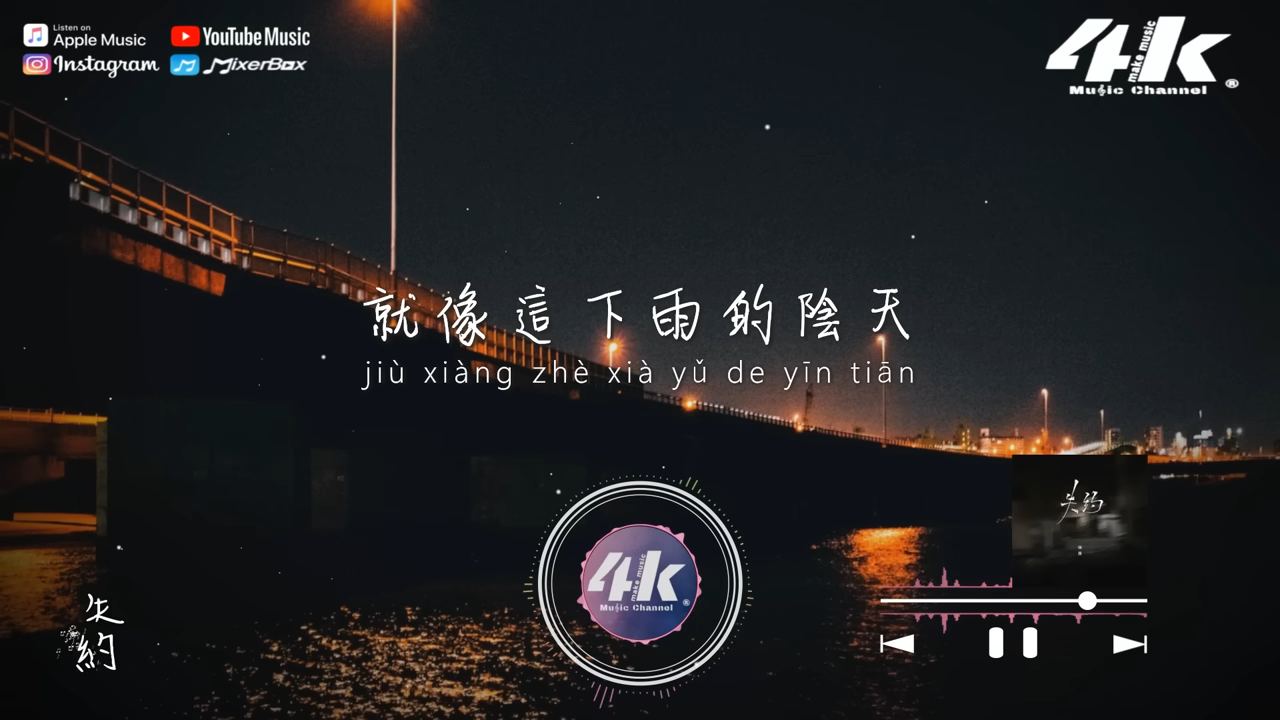 Listen on
Apple Music
YouTube Music
Instagram
MixerBox
4k
make music
Music Channel
®
就像這下雨的陰天
jiù xiàng zhè xià yǔ de yīn tiān
失约
4k
make music
Music Channel
®
失約